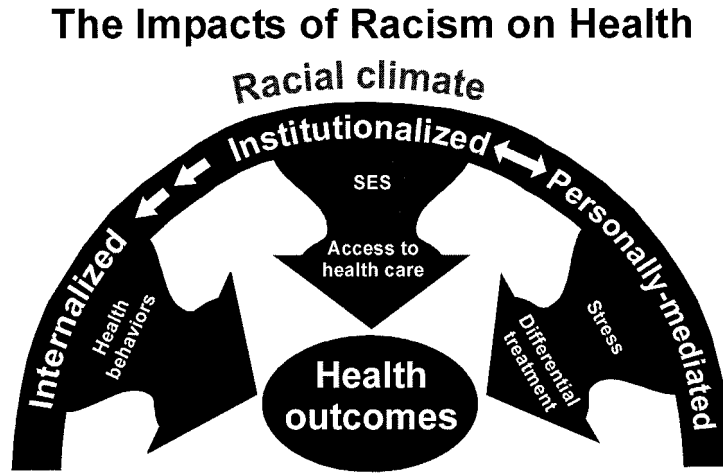 The Impacts of Racism on Health
Racial climate
Institutionalized
Personally-mediated
Internalized
SES
Access to
health care
Health
behaviors
Stress
Differential
treatment
Health
outcomes